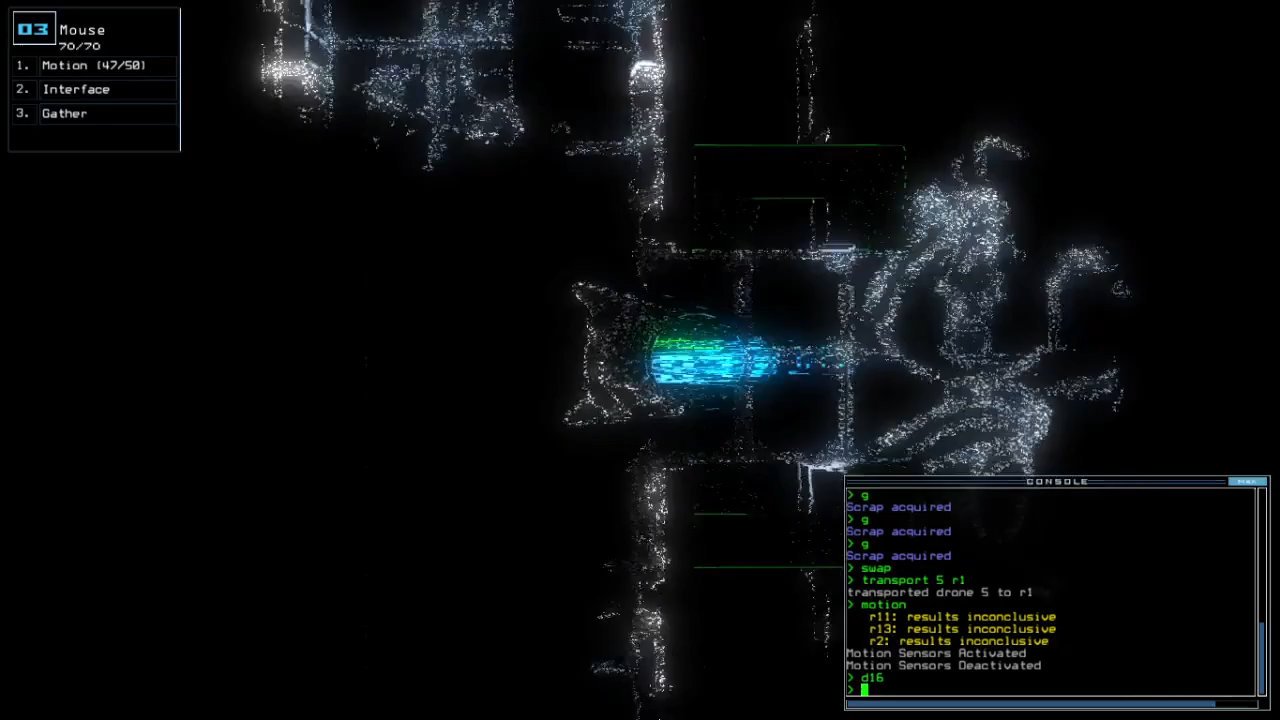 03 Mouse
70/70
1. Motion (47/50)
2. Interface
3. Gather
CONSOLE
> g
Scrap acquired
> g
Scrap acquired
> g
Scrap acquired
> swap
> transport 5 r1
transported drone 5 to r1
> motion
r11: results inconclusive
r13: results inconclusive
r2: results inconclusive
Motion Sensors Activated
Motion Sensors Deactivated
> d16
>